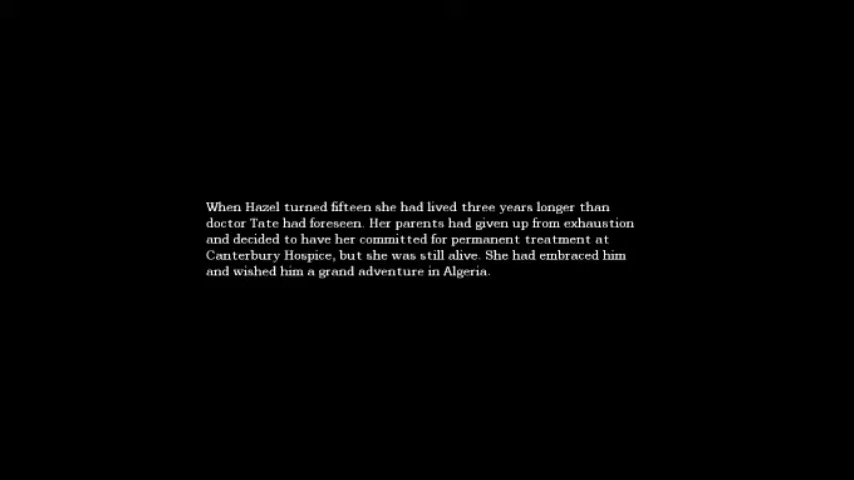 When Hazel turned fifteen she had lived three years longer than
doctor Tate had foreseen. Her parents had given up from exhaustion
and decided to have her committed for permanent treatment at
Canterbury Hospice, but she was still alive. She had embraced him
and wished him a grand adventure in Algeria.